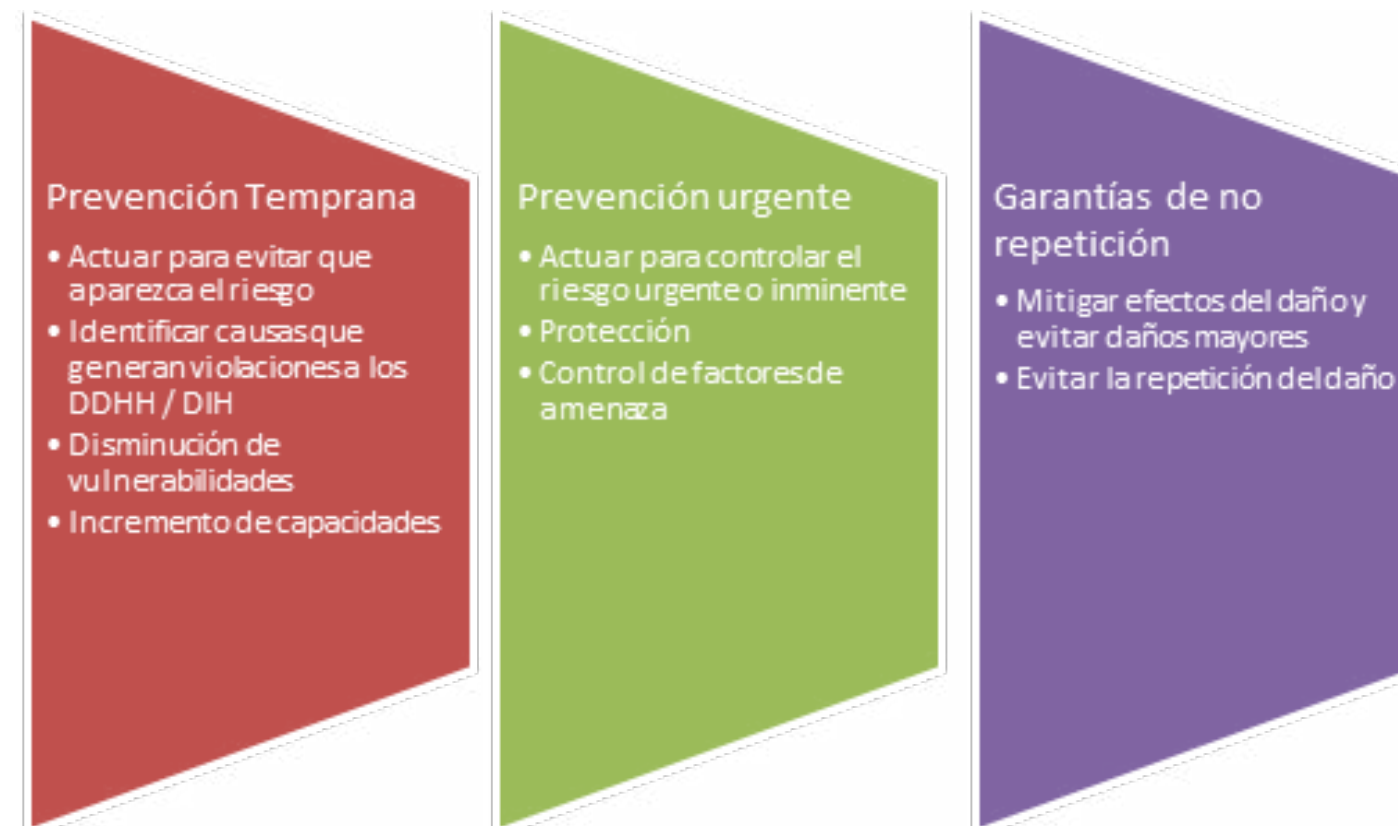 Prevención Temprana
• Actuar para evitar que
aparezca el riesgo
• Identificar causas que
generan violaciones a los
DDHH / DIH
• Disminución de
vulnerabilidades
• Incremento de capacidades
Prevención urgente
• Actuar para controlar el
riesgo urgente o inminente
• Protección
• Control de factores de
amenaza
Garantías de no
repetición
• Mitigar efectos del daño y
evitar daños mayores
• Evitar la repetición del daño